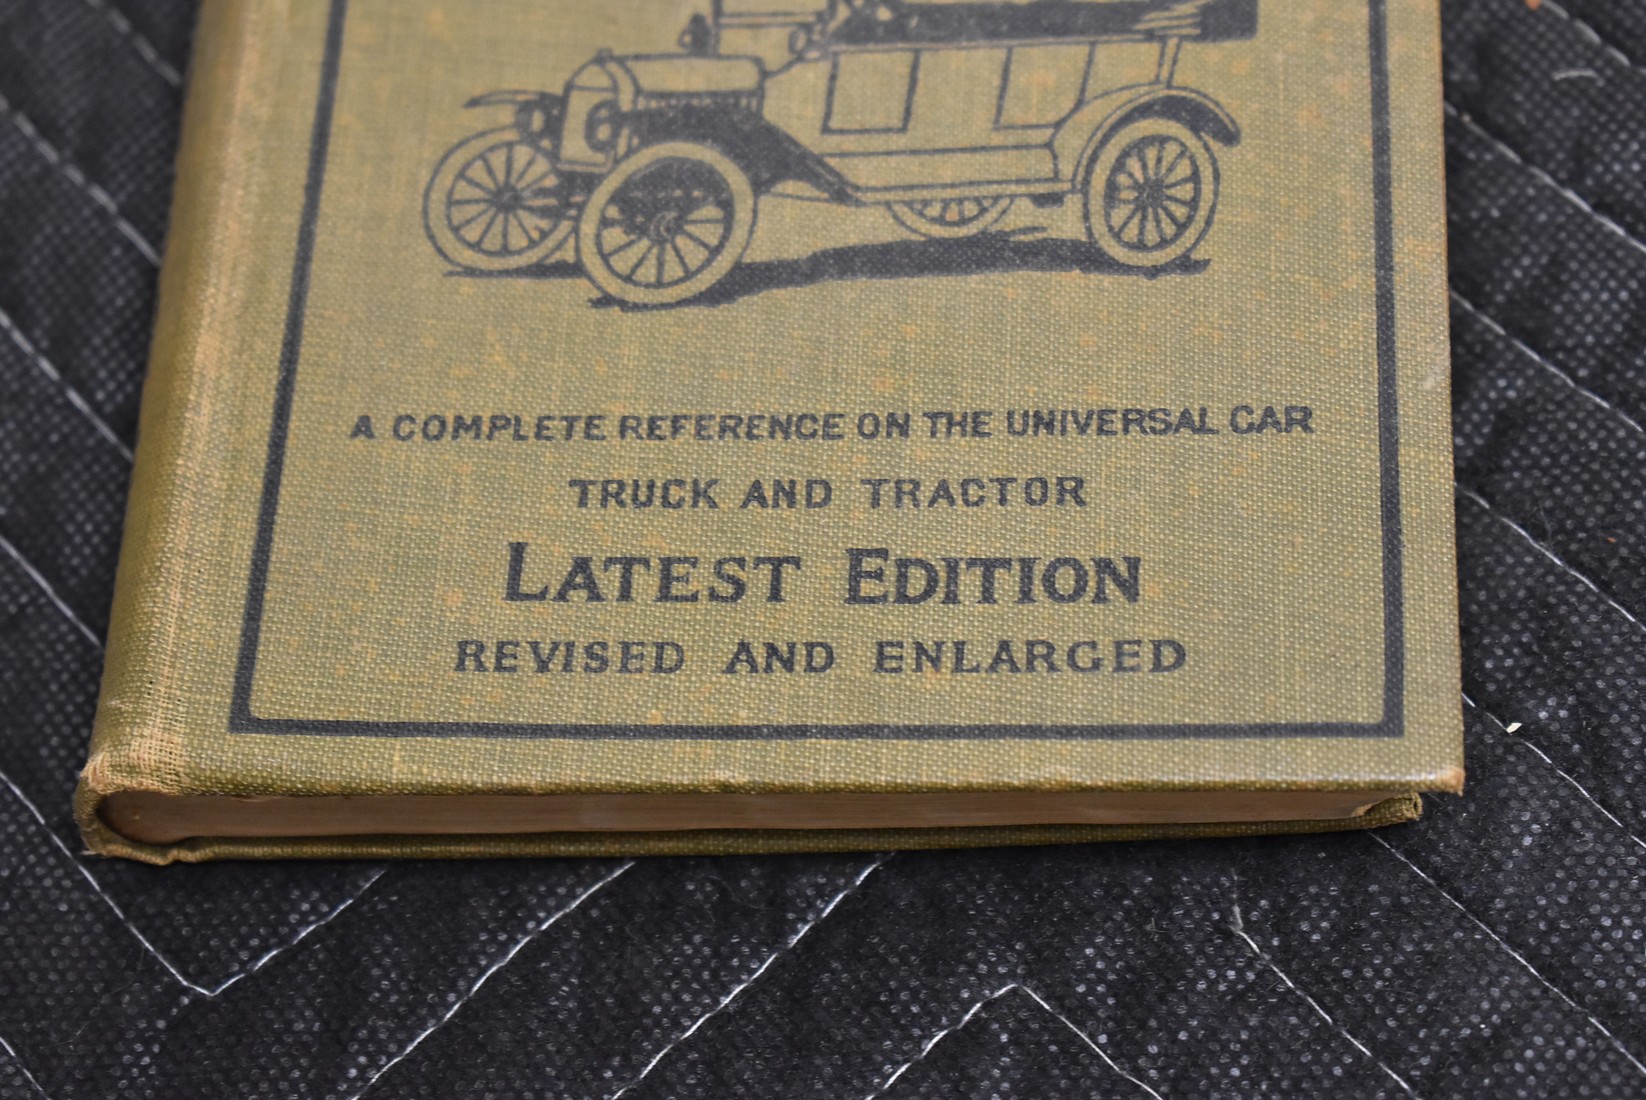 A COMPLETE REFERENCE ON THE UNIVERSAL CAR
TRUCK AND TRACTOR
LATEST EDITION
REVISED AND ENLARGED